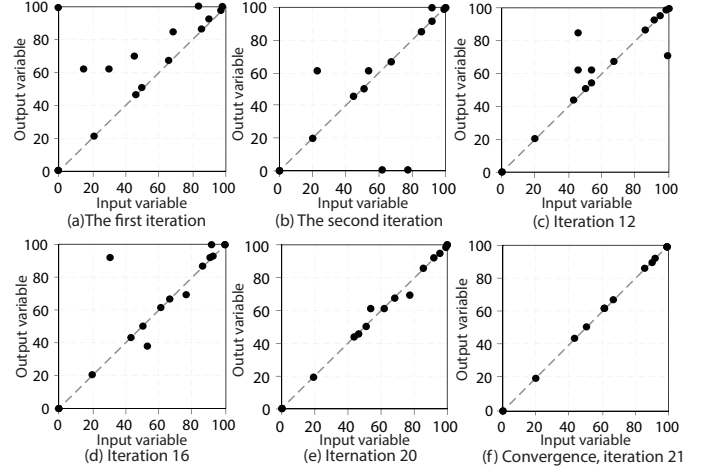 100
80
60
40
20
0
Output variable
0 20 40 60 80 100
Input variable
(a)The first iteration
100
80
60
40
20
0
Outut variable
0 20 40 60 80 100
Input variable
(b) The second iteration
100
80
60
40
20
0
Output variable
0 20 40 60 80 100
Input variable
(c) Iteration 12
100
80
60
40
20
0
Output variable
0 20 40 60 80 100
Input variable
(d) Iteration 16
100
80
60
40
20
0
Outut variable
0 20 40 60 80 100
Input variable
(e) Iternation 20
100
80
60
40
20
0
Output variable
0 20 40 60 80 100
Input variable
(f) Convergence, iteration 21